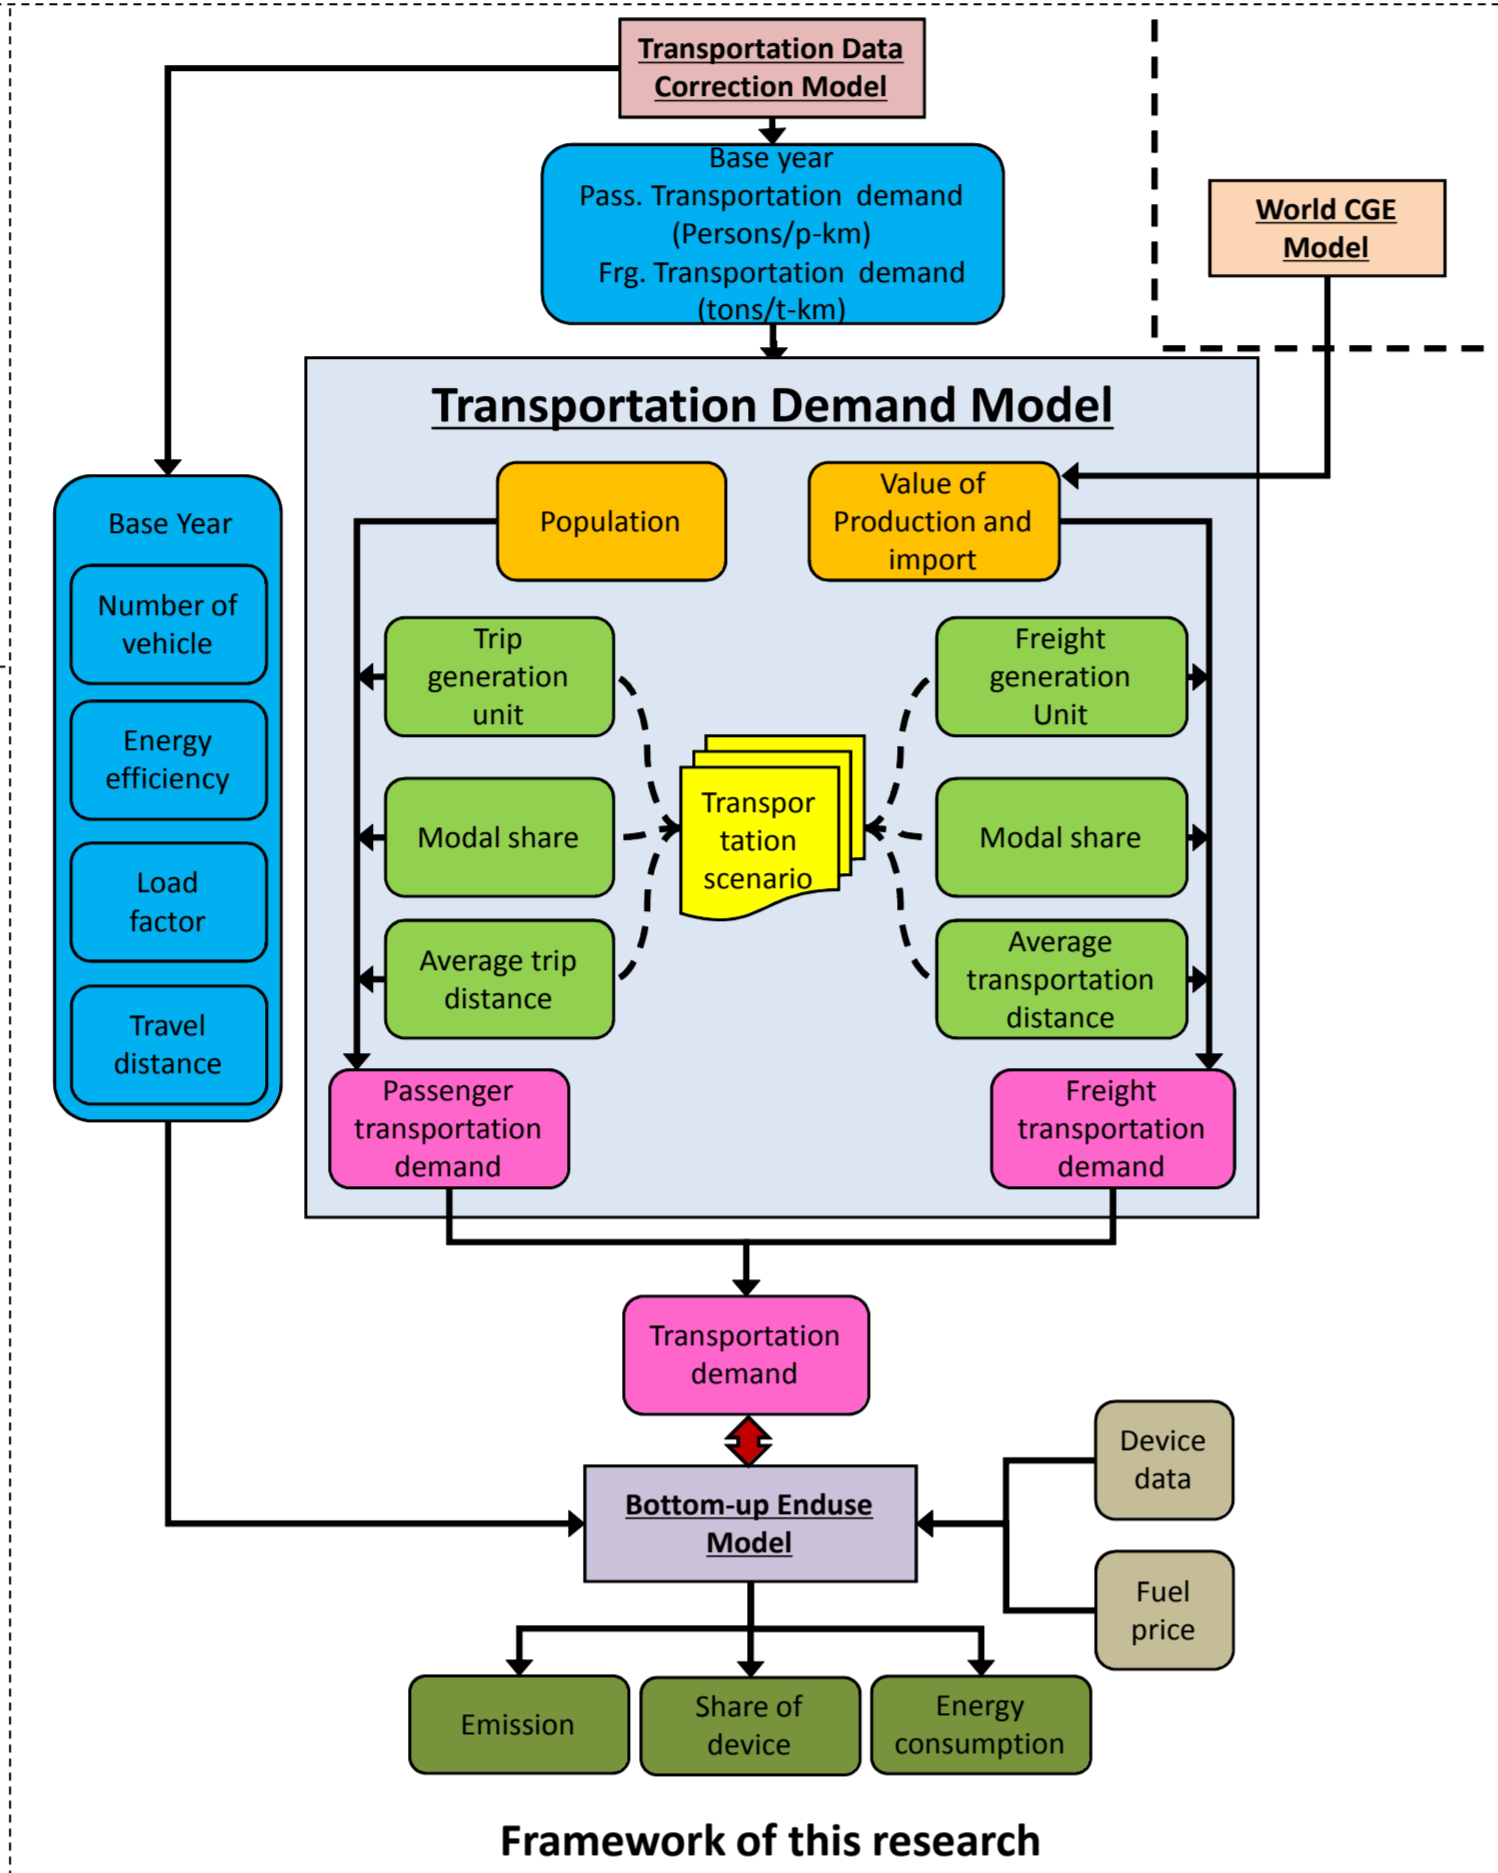 Transportation Data
Correction Model
Base year
Pass. Transportation demand
(Persons/p-km)
Frg. Transportation demand
(tons/t-km)
World CGE
Model
Transportation Demand Model
Population
Value of
Production and
import
Base Year
Number of
vehicle
Energy
efficiency
Load
factor
Travel
distance
Trip
generation
unit
Modal share
Average trip
distance
Transpor
tation
scenario
Freight
generation
Unit
Modal share
Average
transportation
distance
Passenger
transportation
demand
Freight
transportation
demand
Transportation
demand
Bottom-up Enduse
Model
Device
data
Fuel
price
Emission
Share of
device
Energy
consumption
Framework of this research